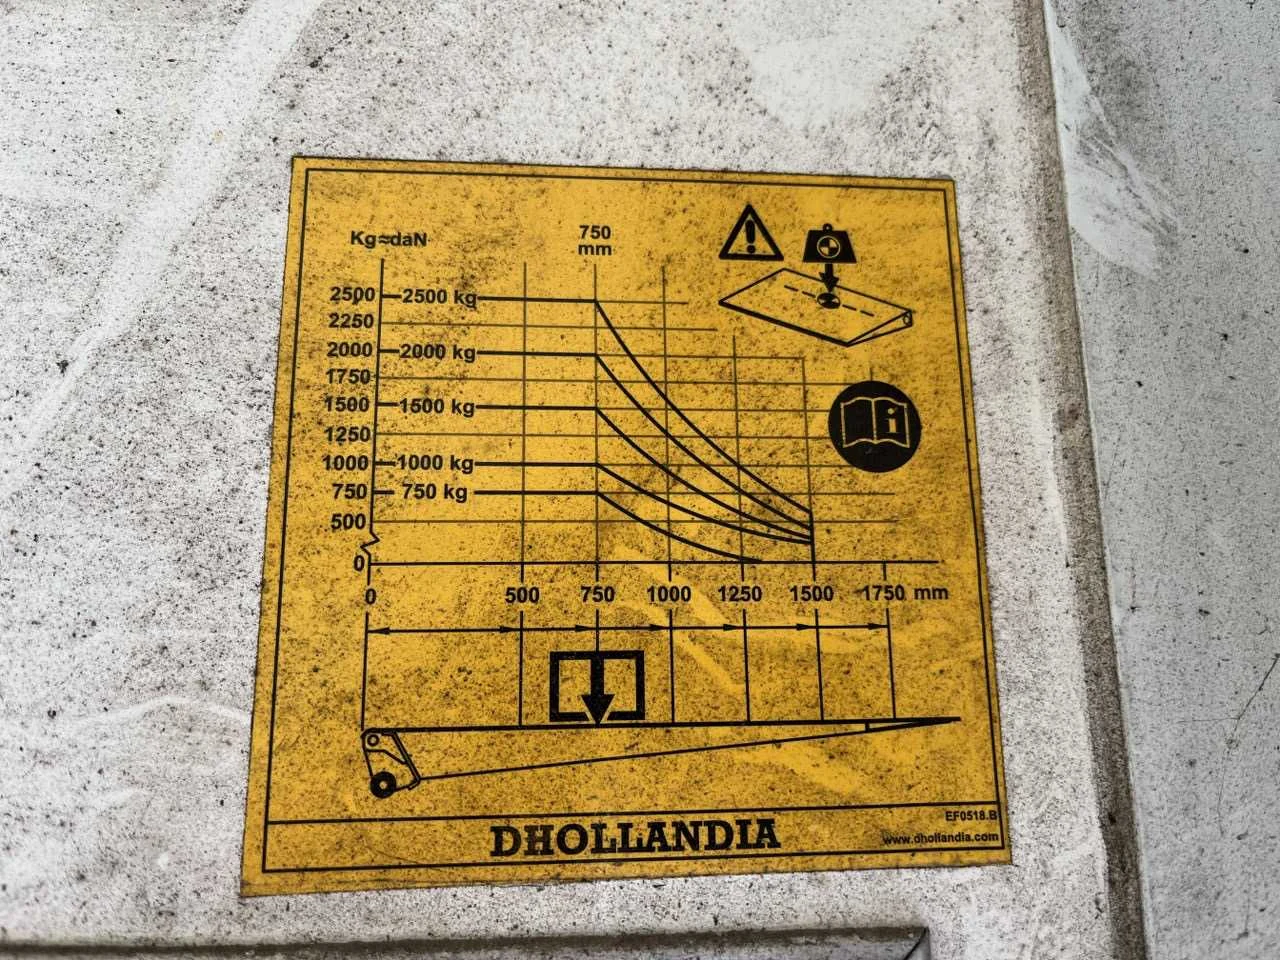 Kg≈daN
750
mm
2500 2500 kg
2250
2000 2000 kg
1750
1500 1500 kg
1250
1000 1000 kg
750 750 kg
500
0
0 500 750 1000 1250 1500 1750 mm
EF0518.B
DHOLLANDIA
www.dhollandia.com